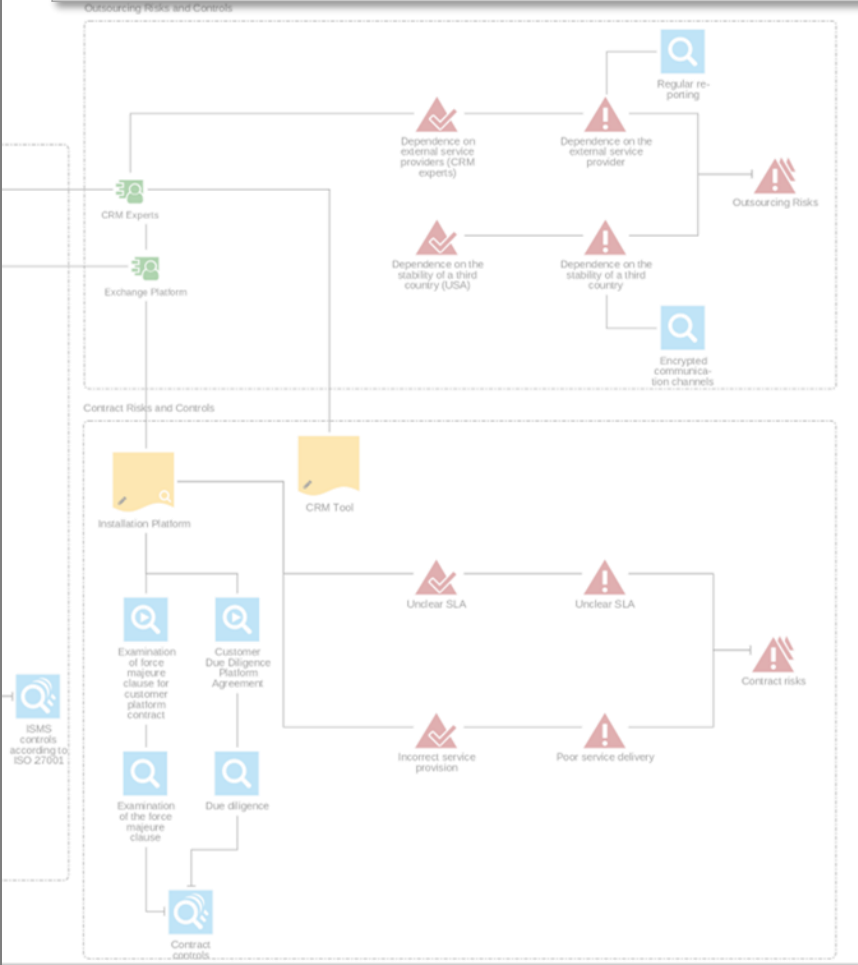 Outsourcing Risks and Controls
Regular re-
porting
Dependence on
external service
providers (CRM
experts)
Dependence on the
external service
provider
Outsourcing Risks
CRM Experts
Dependence on the
stability of a third
country (USA)
Dependence on the
stability of a third
country
Exchange Platform
Encrypted
communica-
tion channels
Contract Risks and Controls
CRM Tool
Installation Platform
Unclear SLA
Unclear SLA
Examination
of force
majeure
clause for
customer
platform
contract
Customer
Due Diligence
Platform
Agreement
Contract risks
ISMS
controls
according to
ISO 27001
Incorrect service
provision
Poor service delivery
Examination
of the force
majeure
clause
Due diligence
Contract
controls